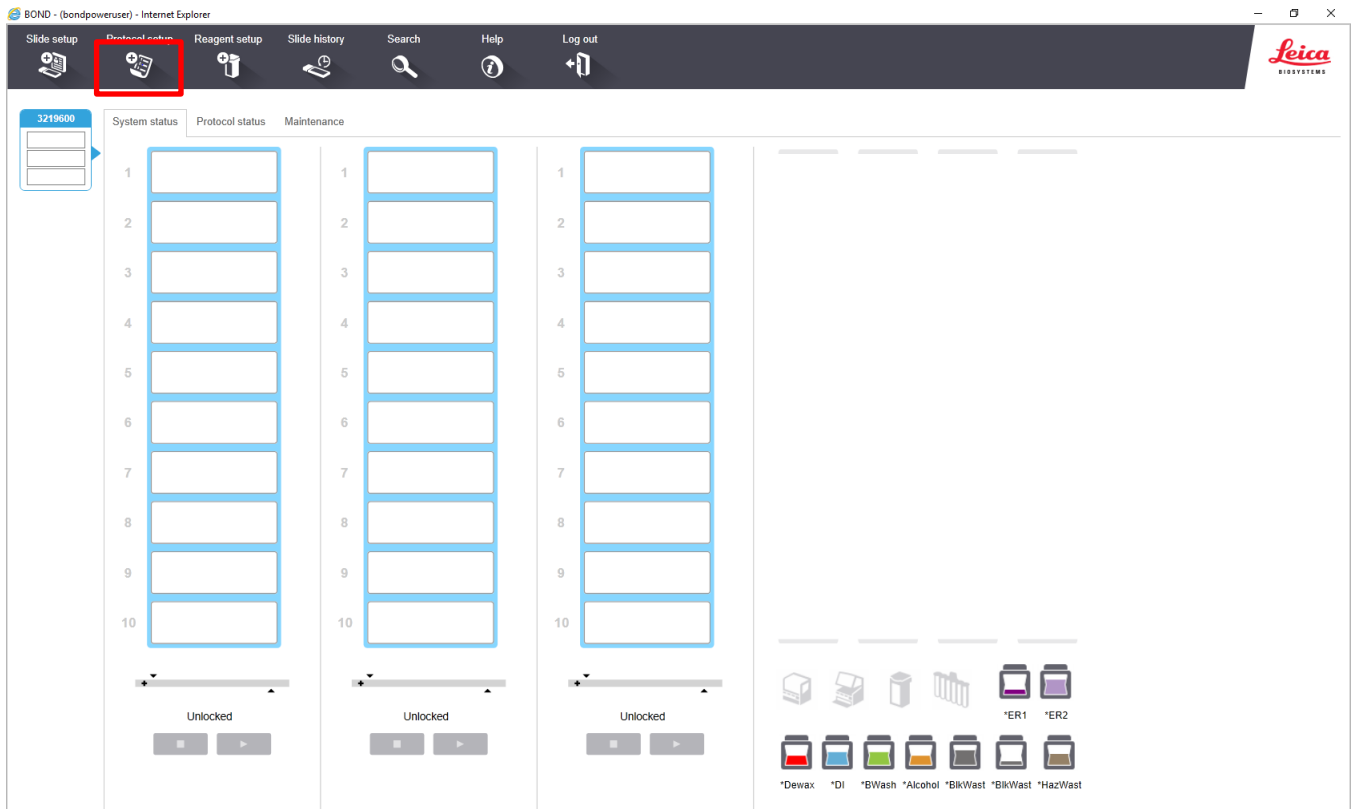 BOND - (bondpoweruser) - Internet Explorer
Slide setup Protocol setup Reagent setup Slide history Search Help Log out
Leica
BIOSYSTEMS
3219600
System status Protocol status Maintenance
1 1 1
2 2 2
3 3 3
4 4 4
5 5 5
6 6 6
7 7 7
8 8 8
9 9 9
10 10 10
Unlocked Unlocked Unlocked
*ER1 *ER2
*Dewax *DI *BWash *Alcohol *BlkWast *BlkWast *HazWast